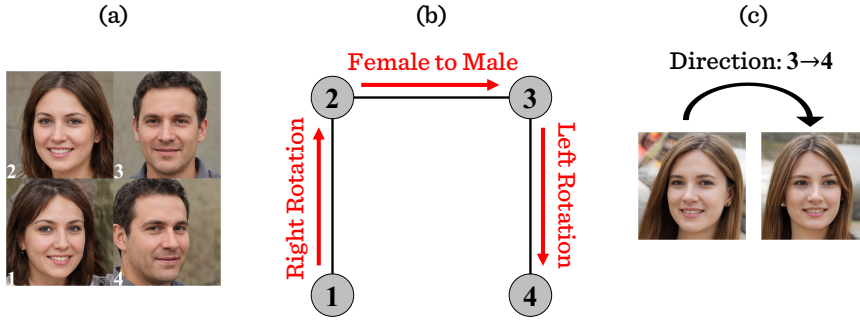 (a)
(b)
(c)
2
3
1
4
Female to Male
2
3
Right Rotation
Left Rotation
1
4
Direction: 3→4